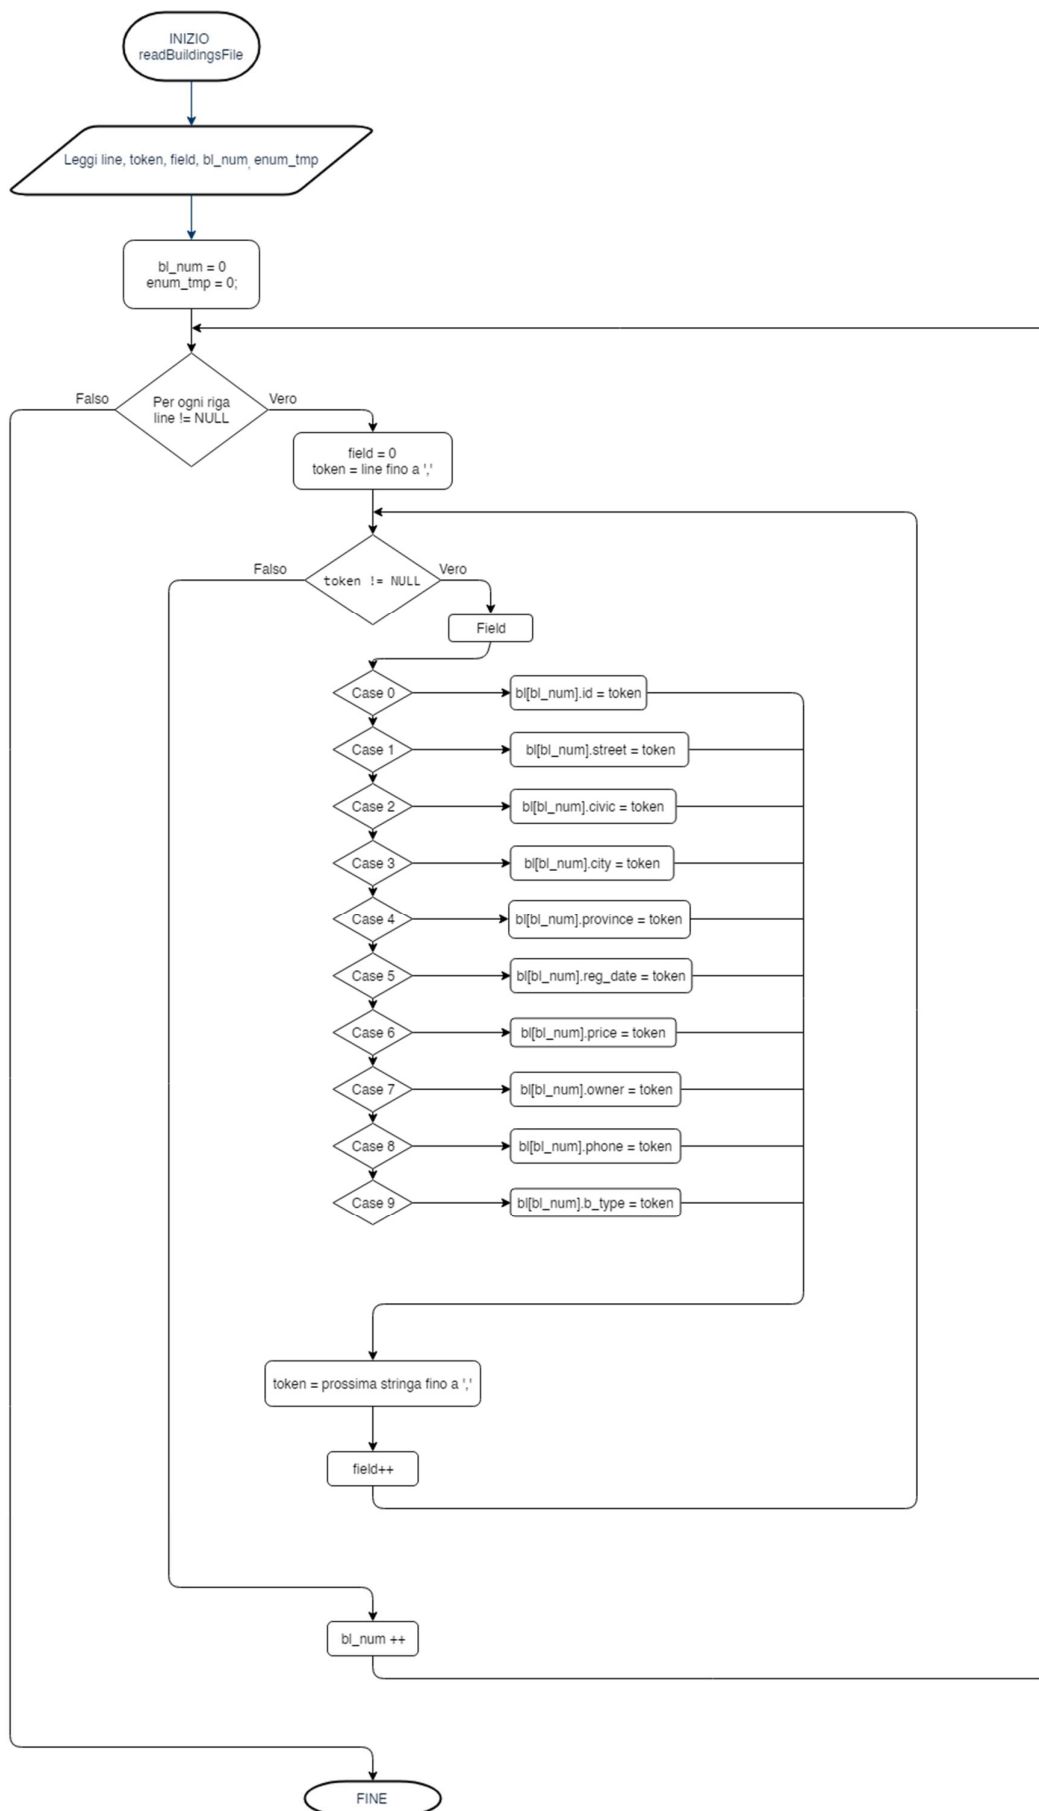 INIZIO
readBuildingsFile
Leggi line, token, field, bl_num, enum_tmp
bl_num = 0
enum_tmp = 0;
Falso
Per ogni riga
line != NULL
Vero
field = 0
token = line fino a ','
Falso
token != NULL
Vero
Field
Case 0
bl[bl_num].id = token
Case 1
bl[bl_num].street = token
Case 2
bl[bl_num].civic = token
Case 3
bl[bl_num].city = token
Case 4
bl[bl_num].province = token
Case 5
bl[bl_num].reg_date = token
Case 6
bl[bl_num].price = token
Case 7
bl[bl_num].owner = token
Case 8
bl[bl_num].phone = token
Case 9
bl[bl_num].b_type = token
token = prossima stringa fino a ','
field++
bl_num ++
FINE